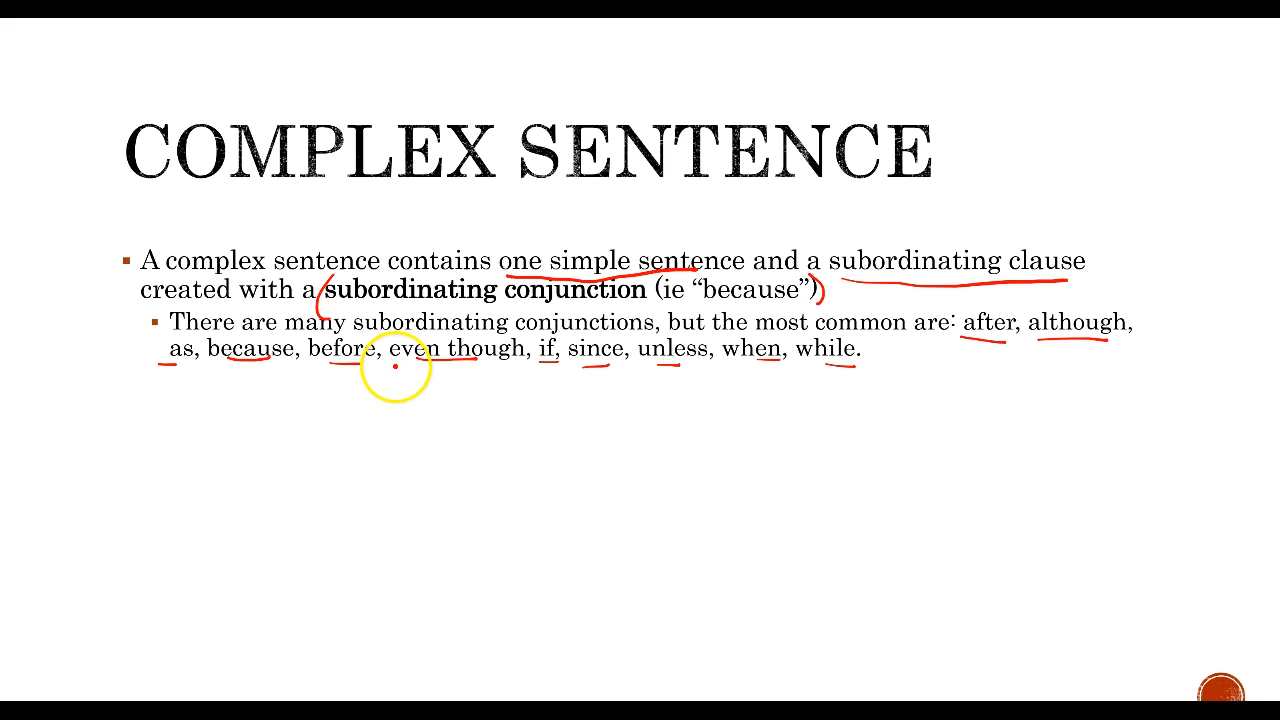 COMPLEX SENTENCE
▪ A complex sentence contains one simple sentence and a subordinating clause
created with a subordinating conjunction (ie “because”)
▪ There are many subordinating conjunctions, but the most common are: after, although,
as, because, before, even though, if, since, unless, when, while.